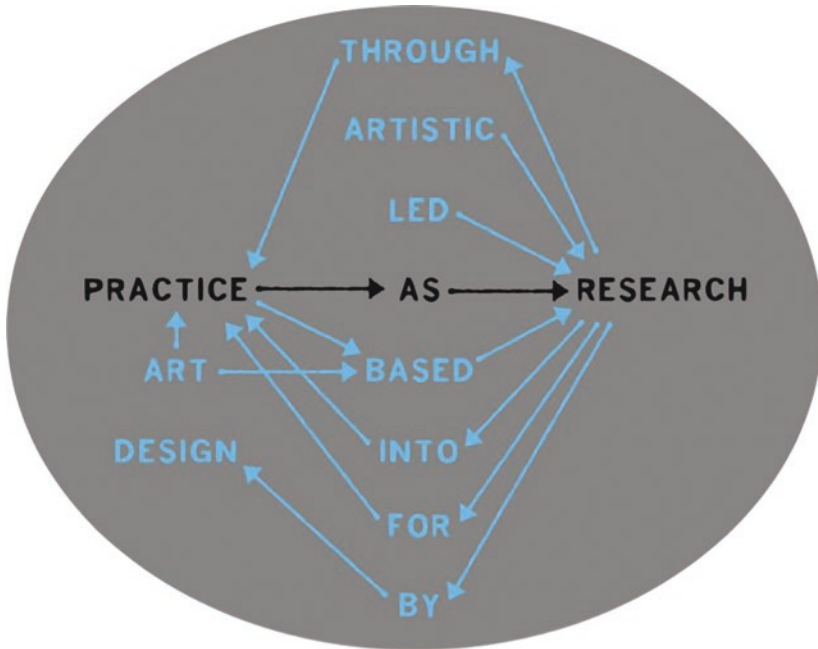 THROUGH
ARTISTIC
LED
PRACTICE AS RESEARCH
ART BASED
DESIGN INTO
FOR
BY